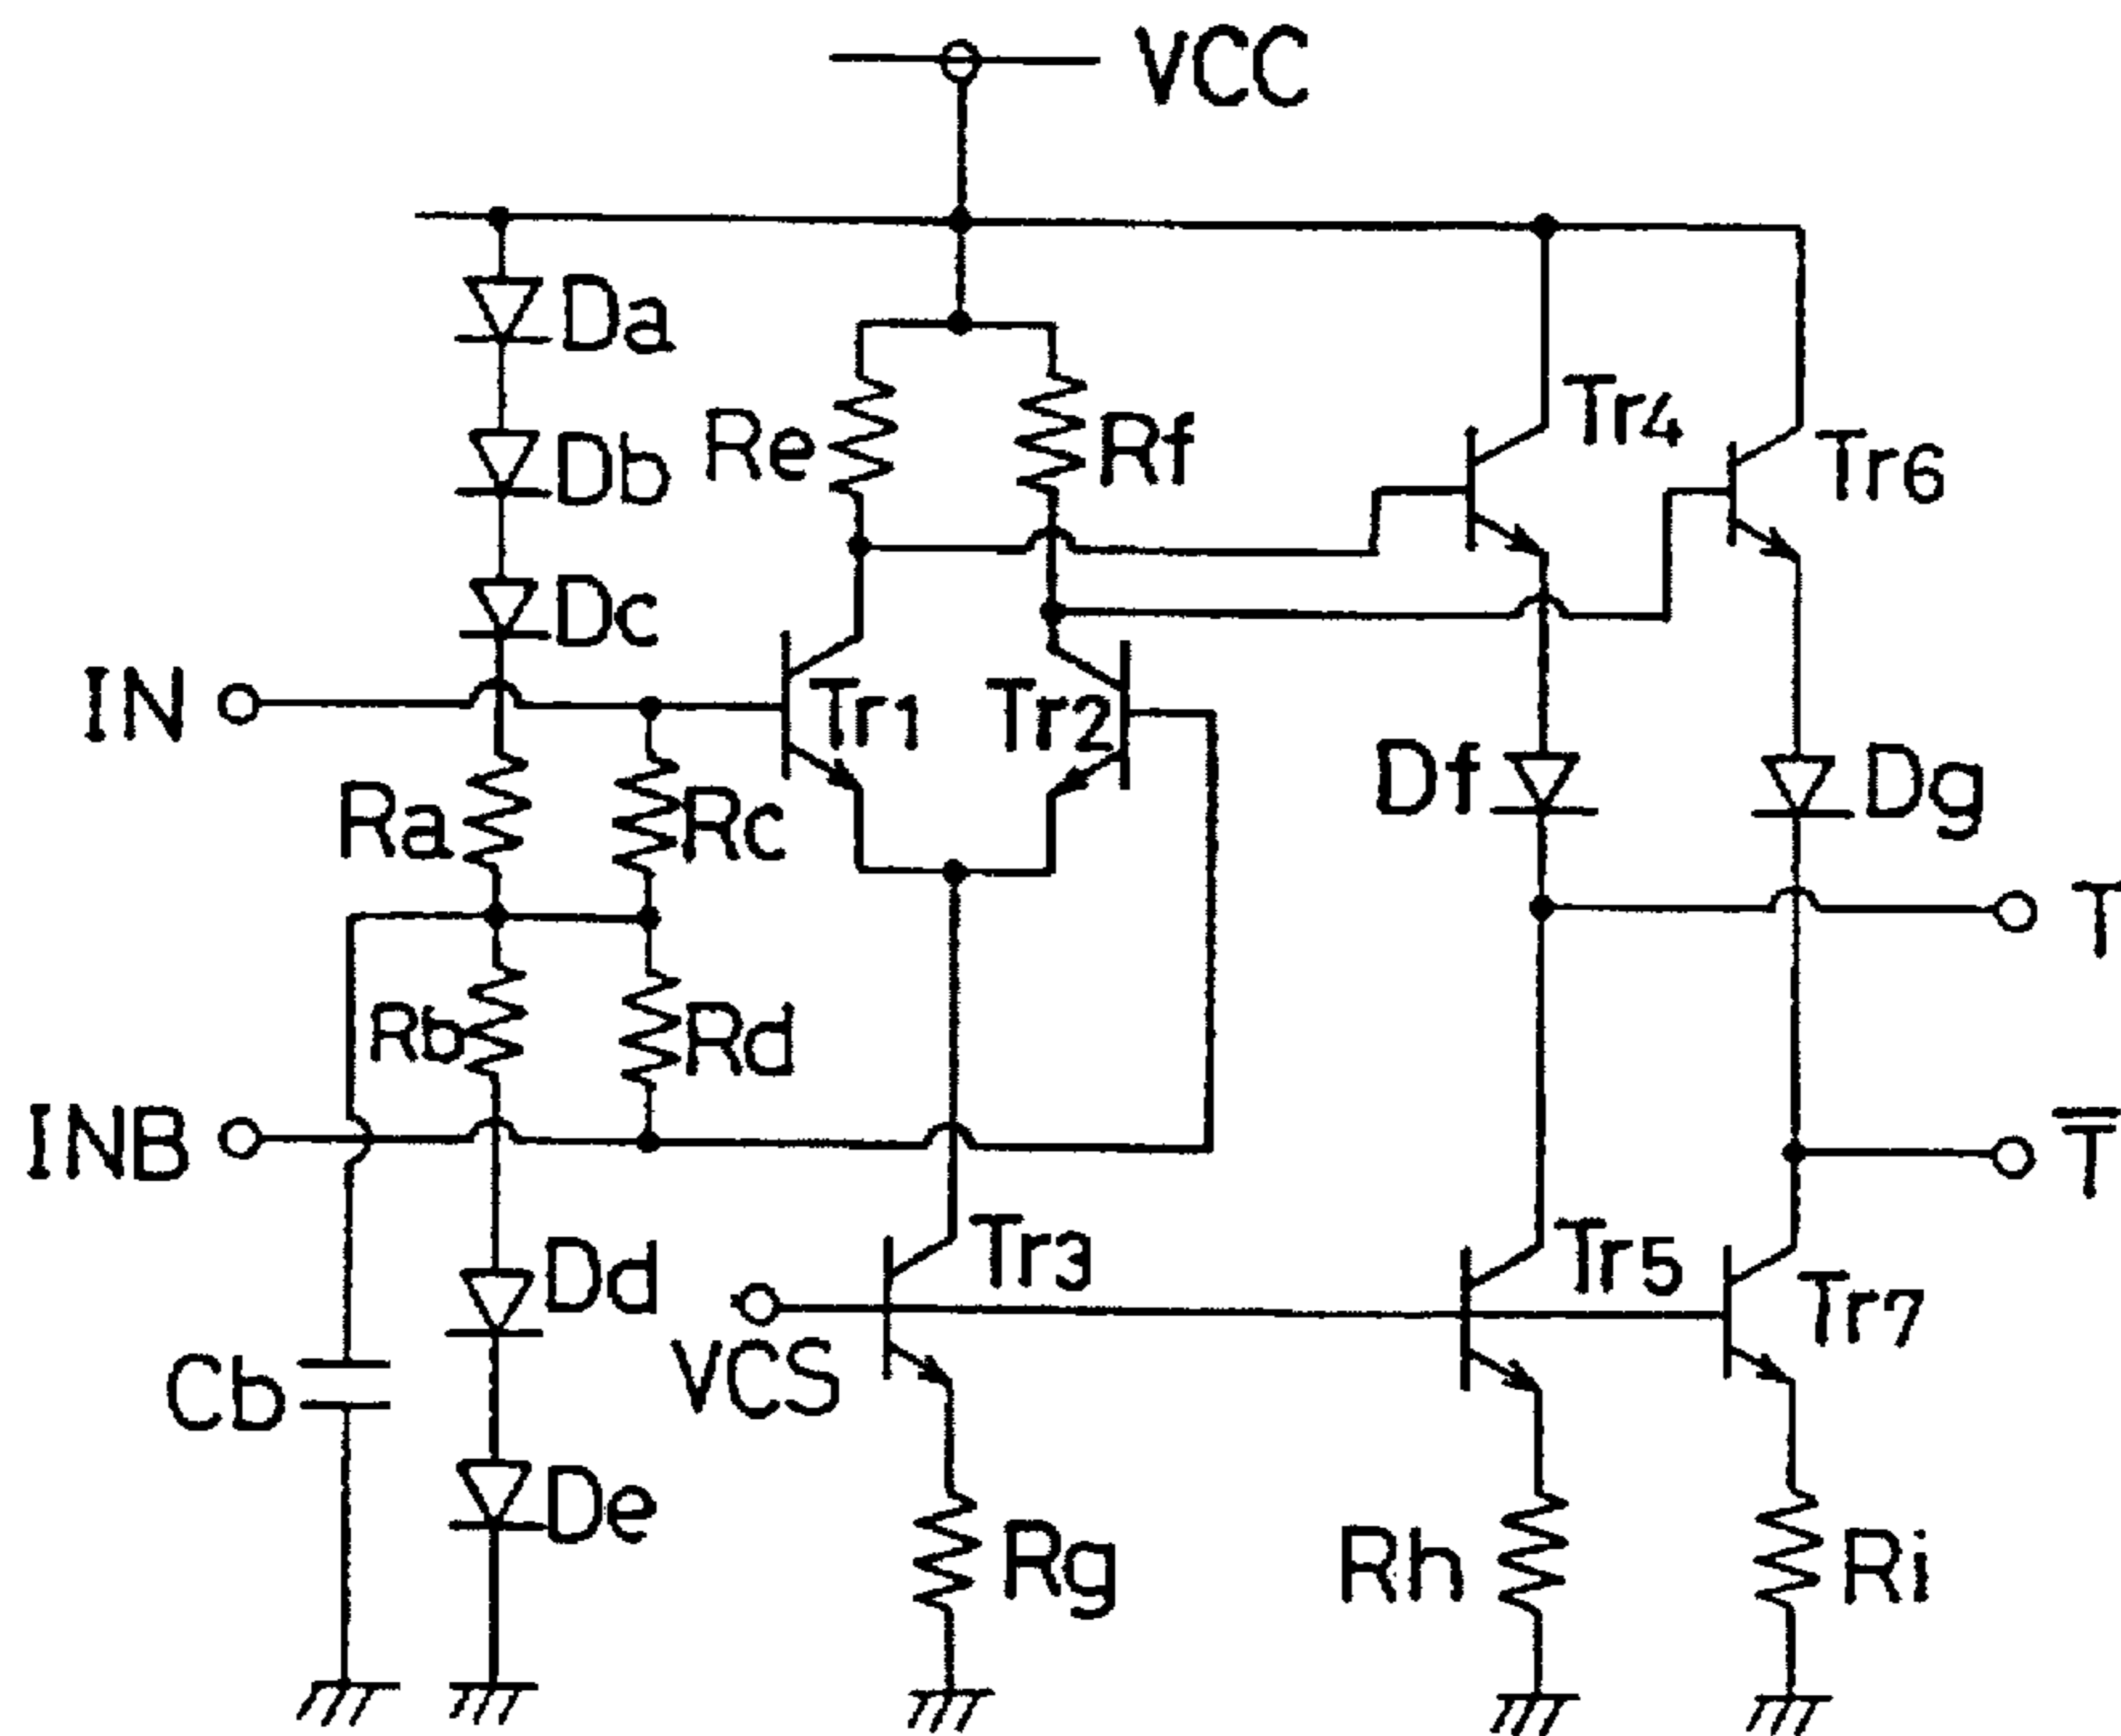 VCC
Da
Re
Rf
Tr4
Db
Tr6
Dc
IN
Tr1
Tr2
Df
Dg
Ra
Rc
T
Rb
Rd
INB
T̅
Tr3
Dd
Tr5
Tr7
VCS
Cb
De
Rg
Rh
Ri